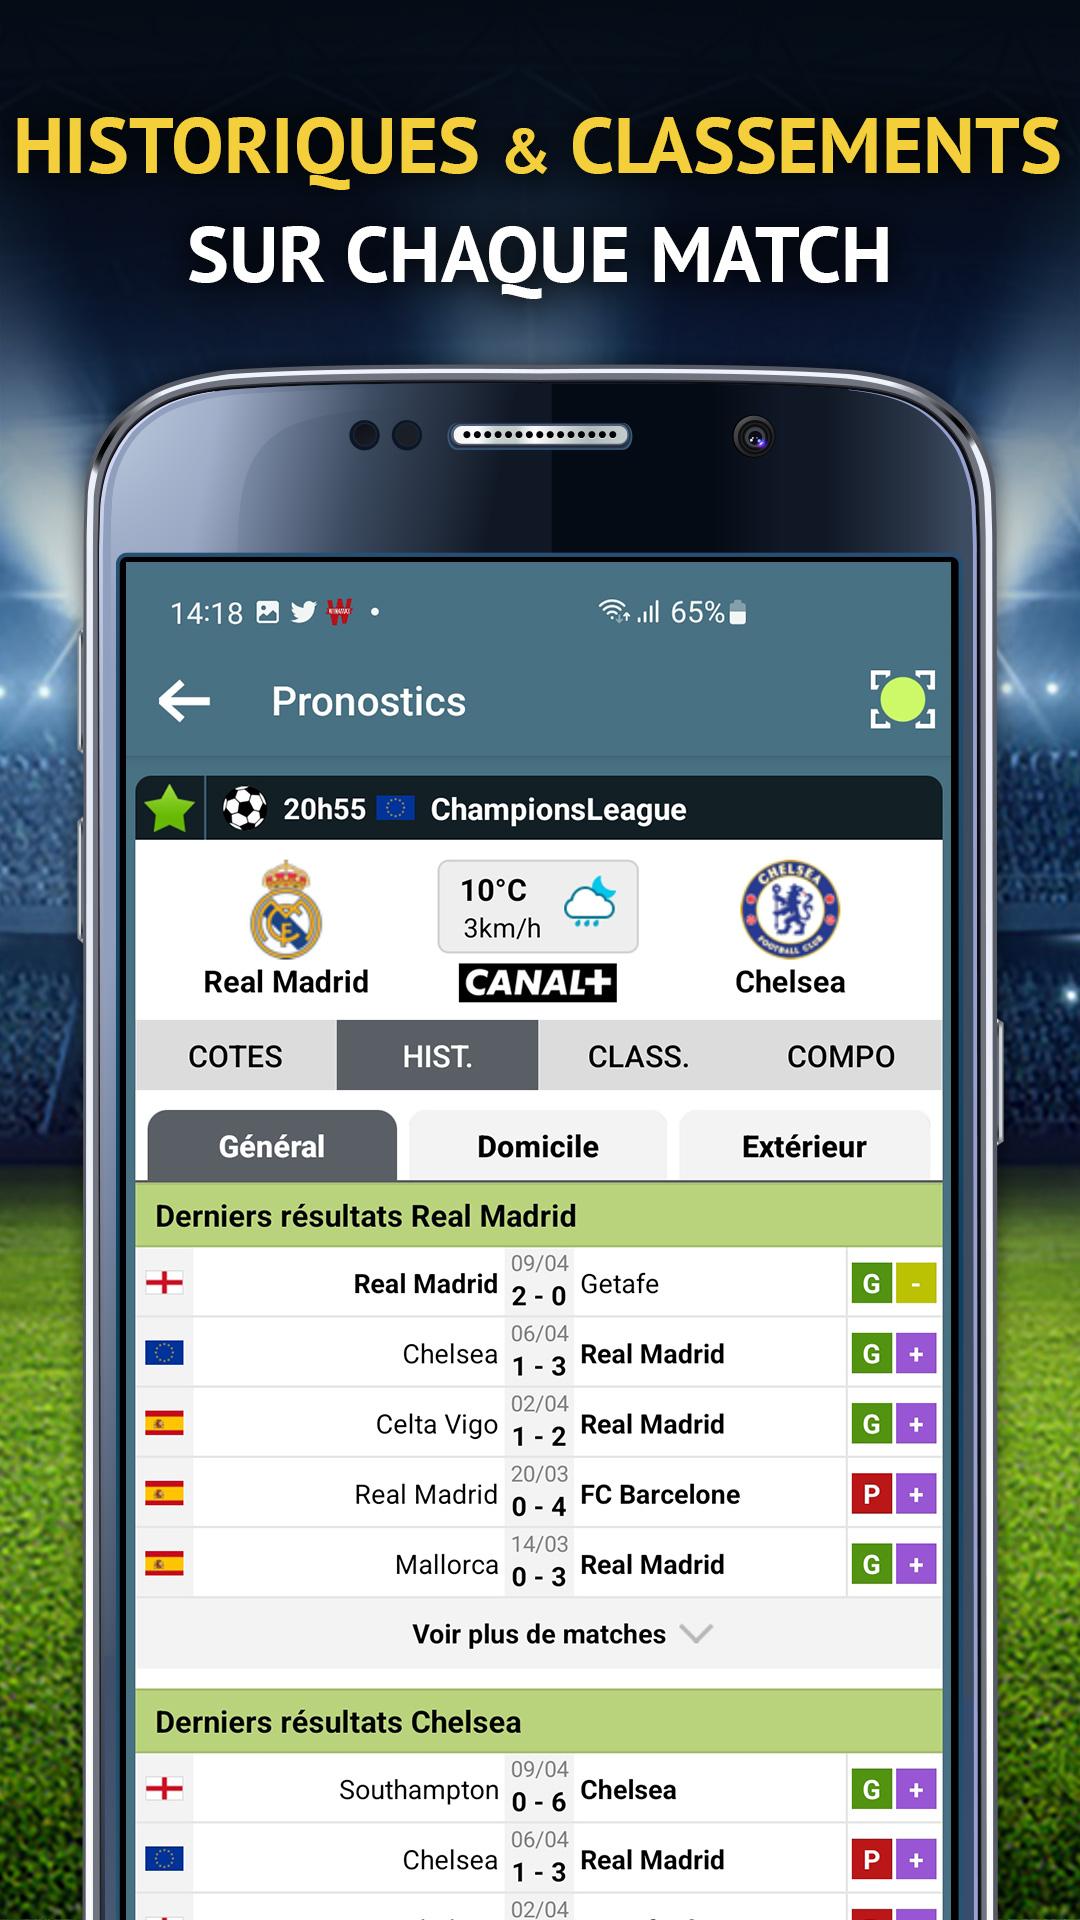 HISTORIQUES & CLASSEMENTS
SUR CHAQUE MATCH
14:18 65%
Pronostics
20h55 ChampionsLeague
10°C
3km/h
CHELSEA
FOOTBALL CLUB
Real Madrid CANAL+ Chelsea
COTES HIST. CLASS. COMPO
Général Domicile Extérieur
Derniers résultats Real Madrid
09/04
Real Madrid 2 - 0 Getafe G -
06/04
Chelsea 1 - 3 Real Madrid G +
02/04
Celta Vigo 1 - 2 Real Madrid G +
20/03
Real Madrid 0 - 4 FC Barcelone P +
14/03
Mallorca 0 - 3 Real Madrid G +
Voir plus de matches
Derniers résultats Chelsea
09/04
Southampton 0 - 6 Chelsea G +
06/04
Chelsea 1 - 3 Real Madrid P +
02/04